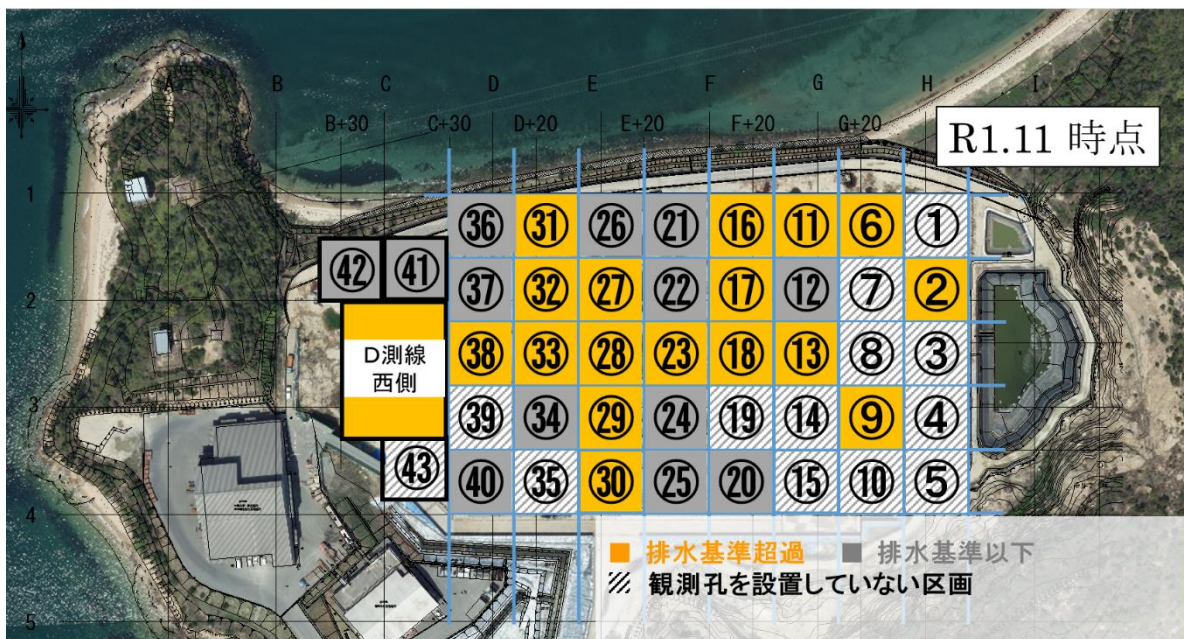 A B C D E F G H I
B+30 C+30 D+20 E+20 F+20 G+20
R1.11 時点
1
㊱ ㉛ ㉖ ㉑ ⑯ ⑪ ⑥ ①
㊷ ㊶
㊲ ㉜ ㉗ ㉒ ⑰ ⑫ ⑦ ②
2
D測線
西側
㊳ ㉝ ㉘ ㉓ ⑱ ⑬ ⑧ ③
3
㊴ ㉞ ㉙ ㉔ ⑲ ⑭ ⑨ ④
㊸
㊵ ㉟ ㉚ ㉕ ⑳ ⑮ ⑩ ⑤
4
排水基準超過 排水基準以下
観測孔を設置していない区画
5